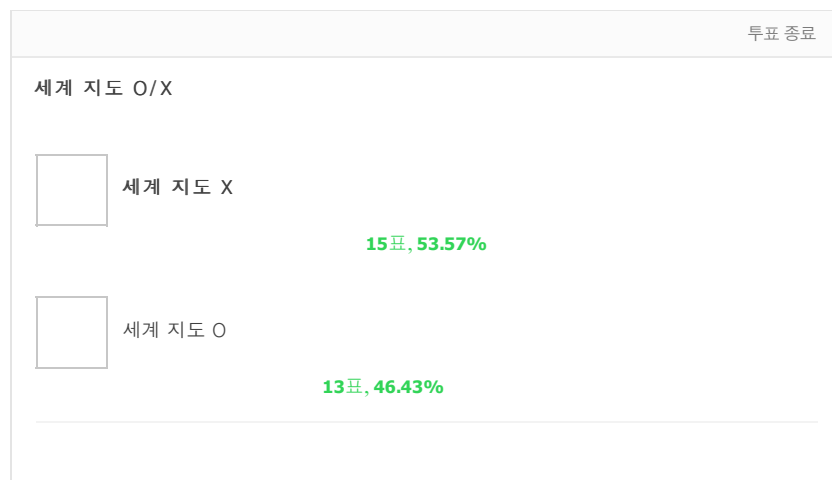 투표 종료
세계 지도 O/X
세계 지도 X
15표, 53.57%
세계 지도 O
13표, 46.43%